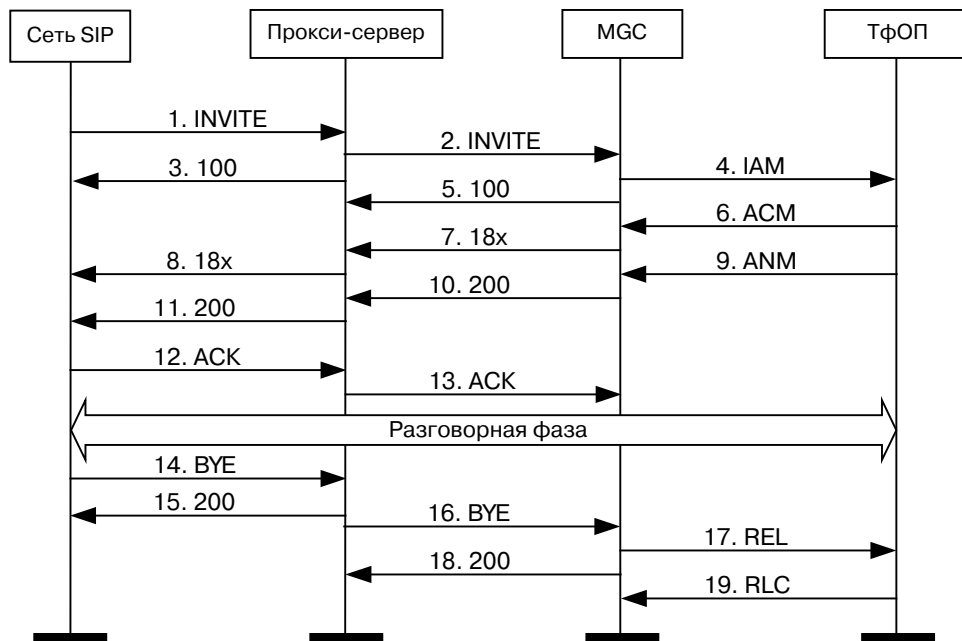 Сеть SIP
Прокси-сервер
MGC
ТфОП
1. INVITE
2. INVITE
3. 100
4. IAM
5. 100
6. ACM
7. 18x
8. 18x
9. ANM
10. 200
11. 200
12. ACK
13. ACK
Разговорная фаза
14. BYE
15. 200
16. BYE
17. REL
18. 200
19. RLC